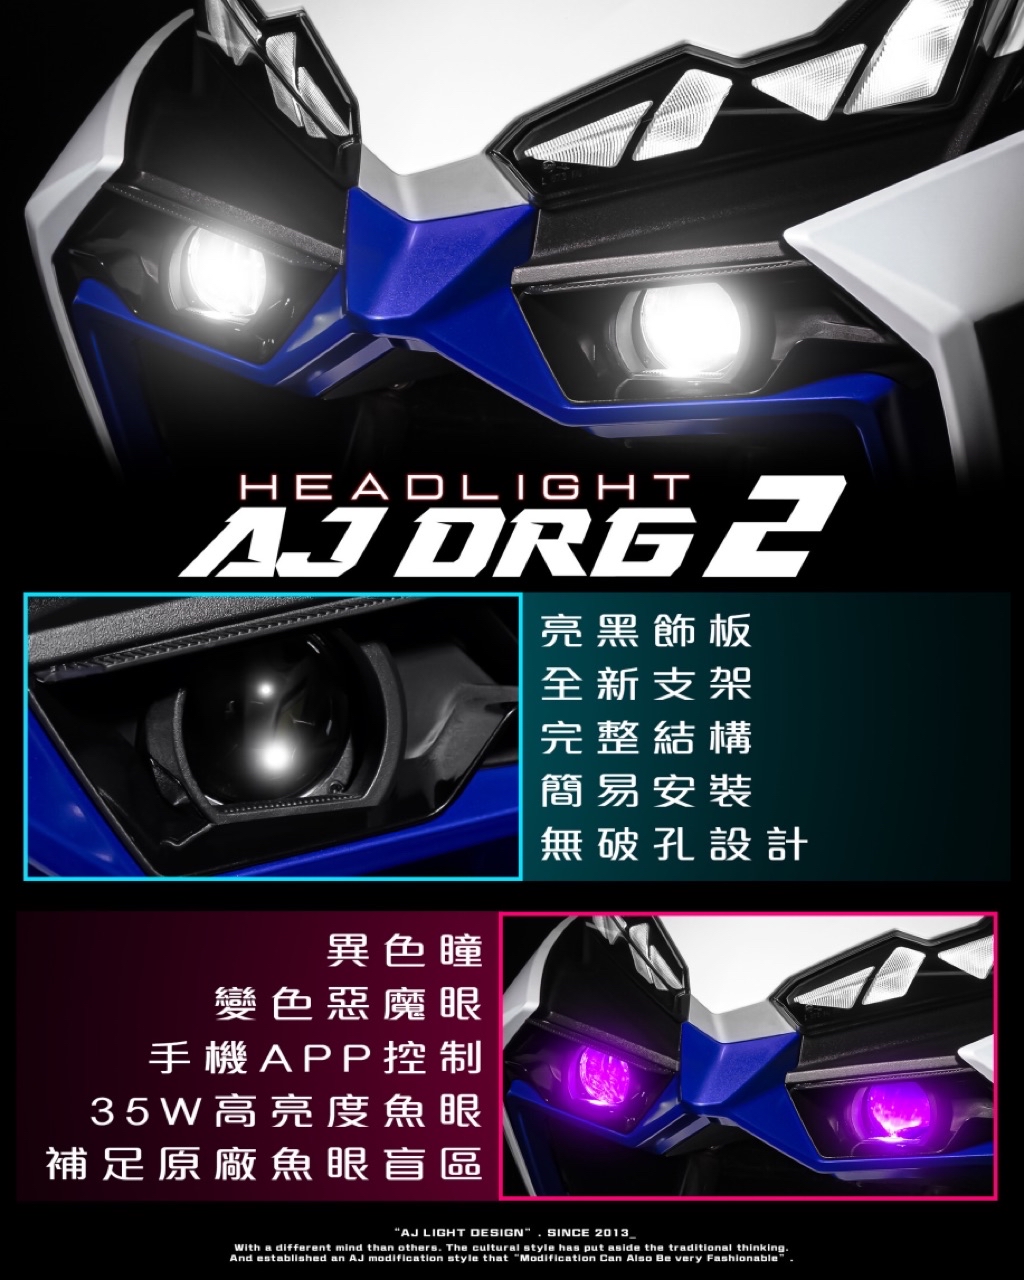 HEADLIGHT
AJ DRG 2
亮黑飾板
全新支架
完整結構
簡易安裝
無破孔設計
異色瞳
變色惡魔眼
手機APP控制
35W高亮度魚眼
補足原廠魚眼盲區
"AJ LIGHT DESIGN" . SINCE 2013_
With a different mind than others. The cultural style has put aside the traditional thinking.
And established an AJ modification style that "Modification Can Also Be very Fashionable" .